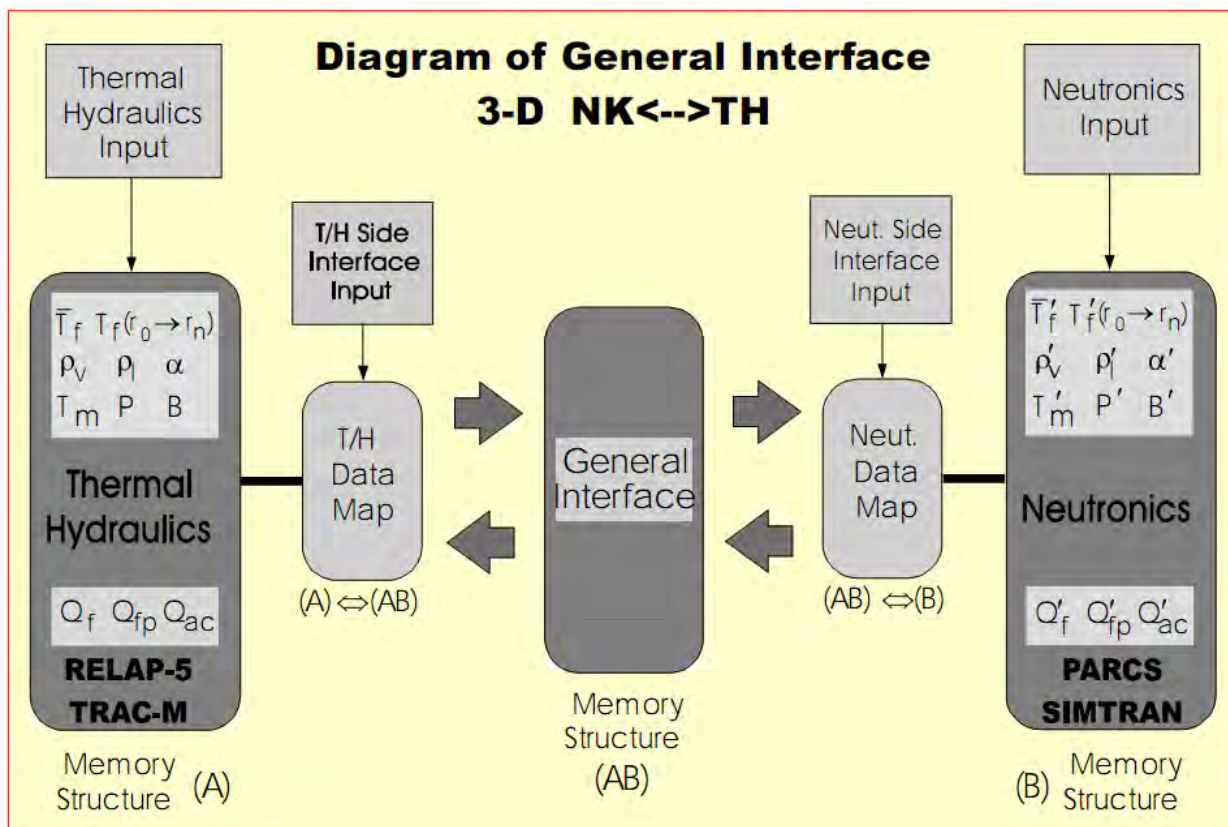 Diagram of General Interface
3-D NK<-->TH
Thermal
Hydraulics
Input
Neutronics
Input
T/H Side
Interface
Input
Neut. Side
Interface
Input
T̅f Tf(r0→rn)
ρv ρl α
Tm P B
Thermal
Hydraulics
Qf Qfp Qac
RELAP-5
TRAC-M
Memory
Structure (A)
T/H
Data
Map
(A) ⇔(AB)
General
Interface
Memory
Structure
(AB)
Neut.
Data
Map
(AB) ⇔(B)
T̅′f T′f(r0→rn)
ρ′v ρ′l α′
T′m P′ B′
Neutronics
Q′f Q′fp Q′ac
PARCS
SIMTRAN
(B) Memory
Structure